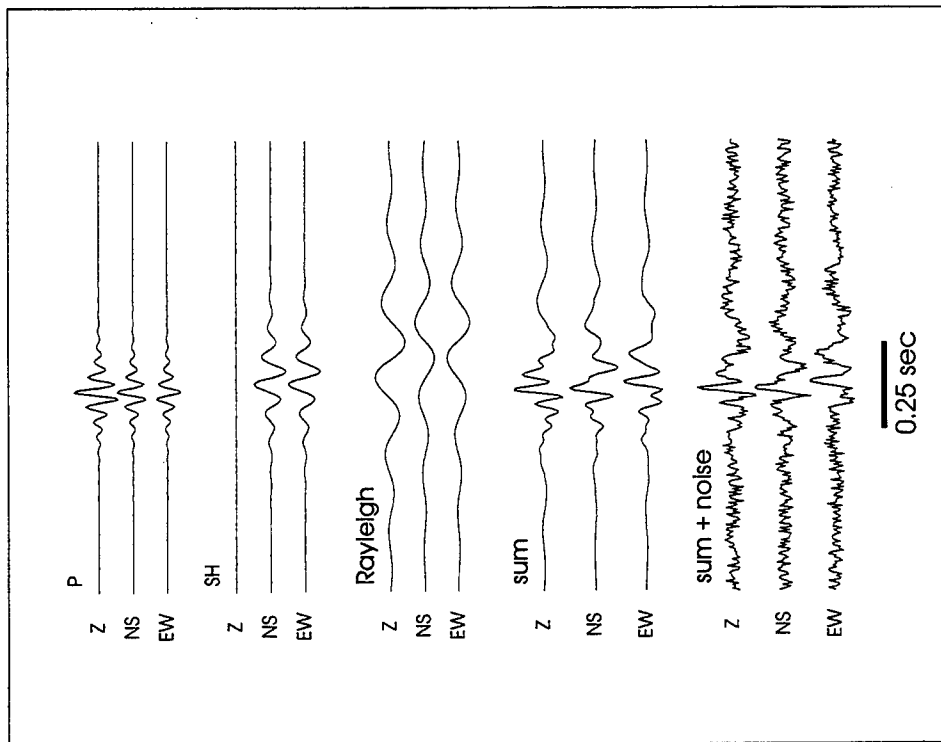 P
Z
NS
EW
SH
Z
NS
EW
Rayleigh
Z
NS
EW
sum
Z
NS
EW
sum + noise
Z
NS
EW
0.25 sec